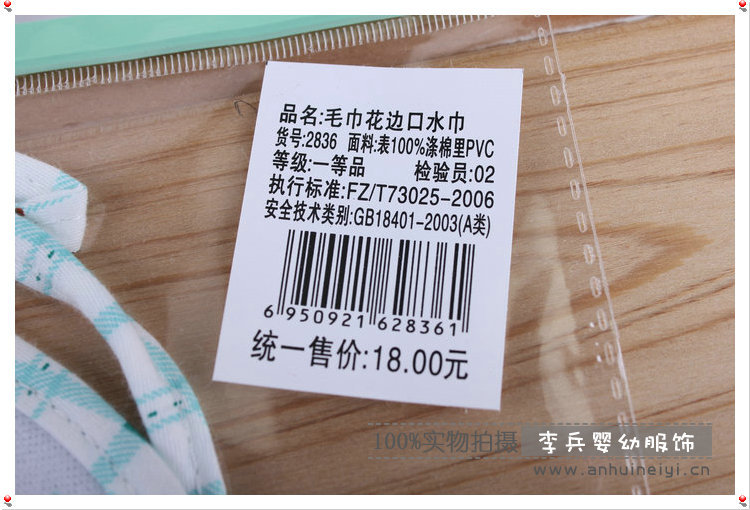 品名:毛巾花边口水巾
货号:2836 面料:表100%涤棉里PVC
等级:一等品 检验员:02
执行标准:FZ/T73025-2006
安全技术类别:GB18401-2003(A类)
6 950921 628361
统一售价:18.00元
100%实物拍摄 李兵婴幼服饰
www.anhuineiyi.cn